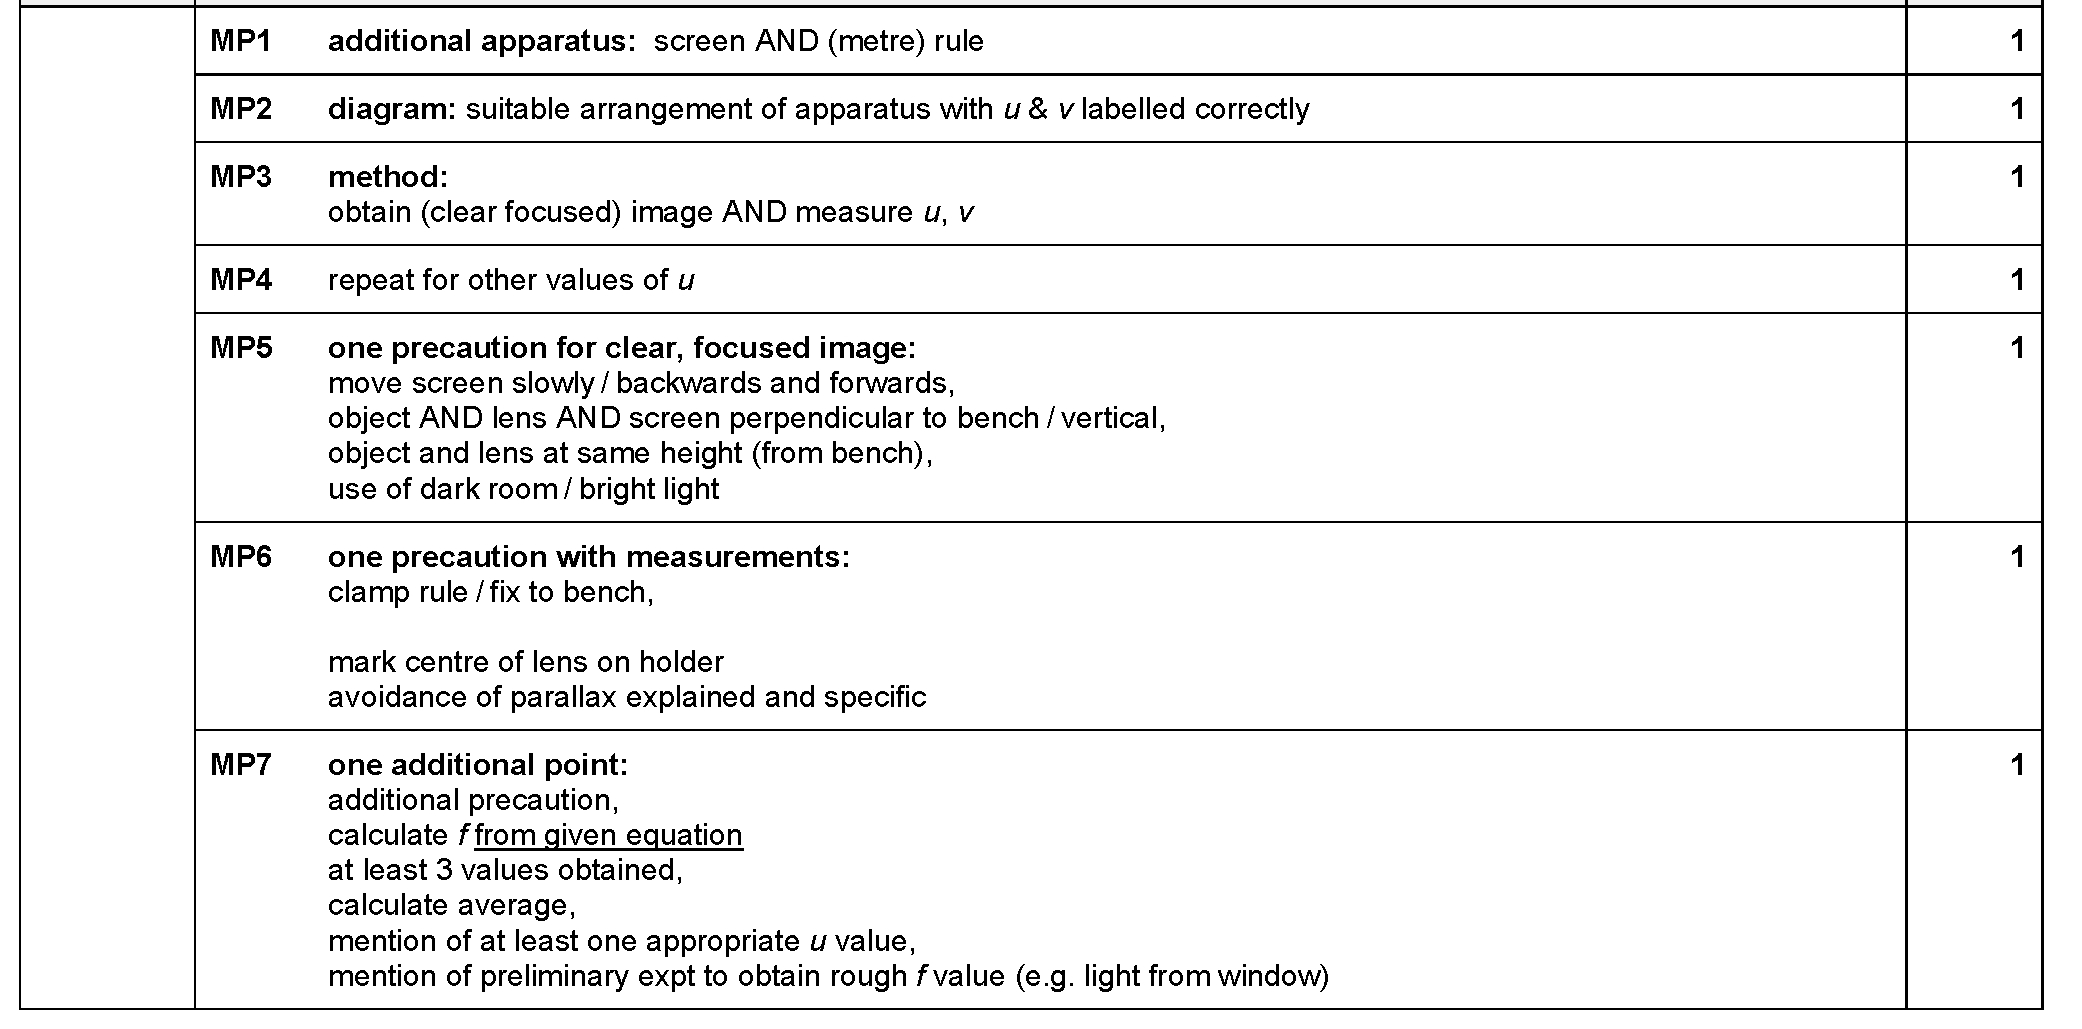 MP1 additional apparatus: screen AND (metre) rule 1
MP2 diagram: suitable arrangement of apparatus with u & v labelled correctly 1
MP3 method: 1
obtain (clear focused) image AND measure u, v
MP4 repeat for other values of u 1
MP5 one precaution for clear, focused image: 1
move screen slowly / backwards and forwards,
object AND lens AND screen perpendicular to bench / vertical,
object and lens at same height (from bench),
use of dark room / bright light
MP6 one precaution with measurements: 1
clamp rule / fix to bench,
mark centre of lens on holder
avoidance of parallax explained and specific
MP7 one additional point: 1
additional precaution,
calculate f from given equation
at least 3 values obtained,
calculate average,
mention of at least one appropriate u value,
mention of preliminary expt to obtain rough f value (e.g. light from window)